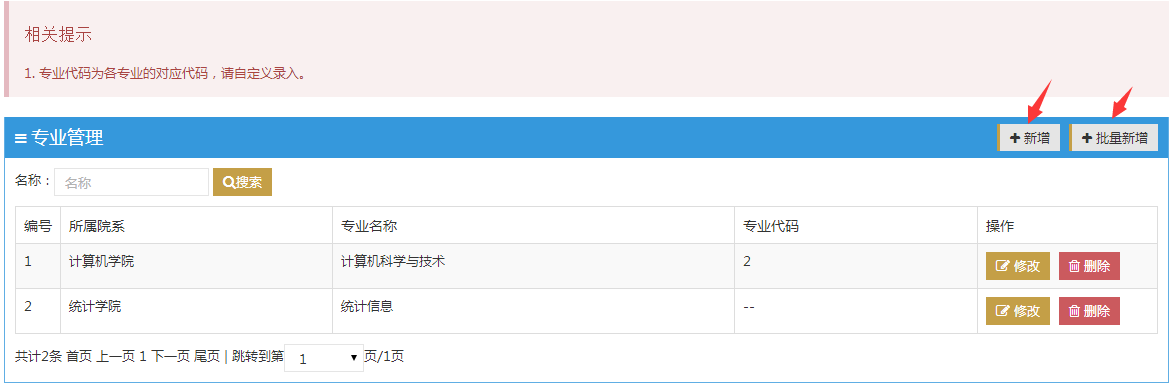 相关提示
1. 专业代码为各专业的对应代码，请自定义录入。
专业管理 新增 批量新增
名称： 名称 搜索
编号 所属院系 专业名称 专业代码 操作
1 计算机学院 计算机科学与技术 2 修改 删除
2 统计学院 统计信息 -- 修改 删除
共计2条 首页 上一页 1 下一页 尾页 | 跳转到第 1 页/1页